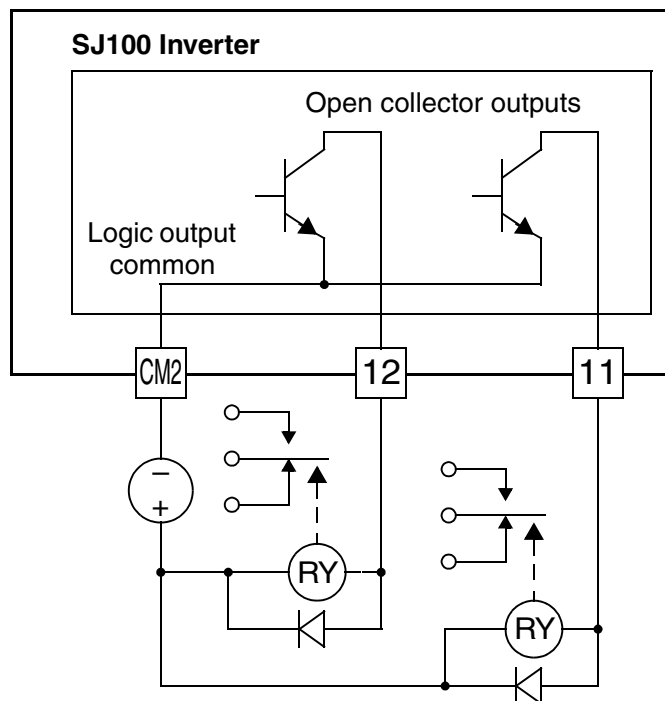 SJ100 Inverter
Open collector outputs
Logic output
common
CM2
12
11
−
+
RY
RY